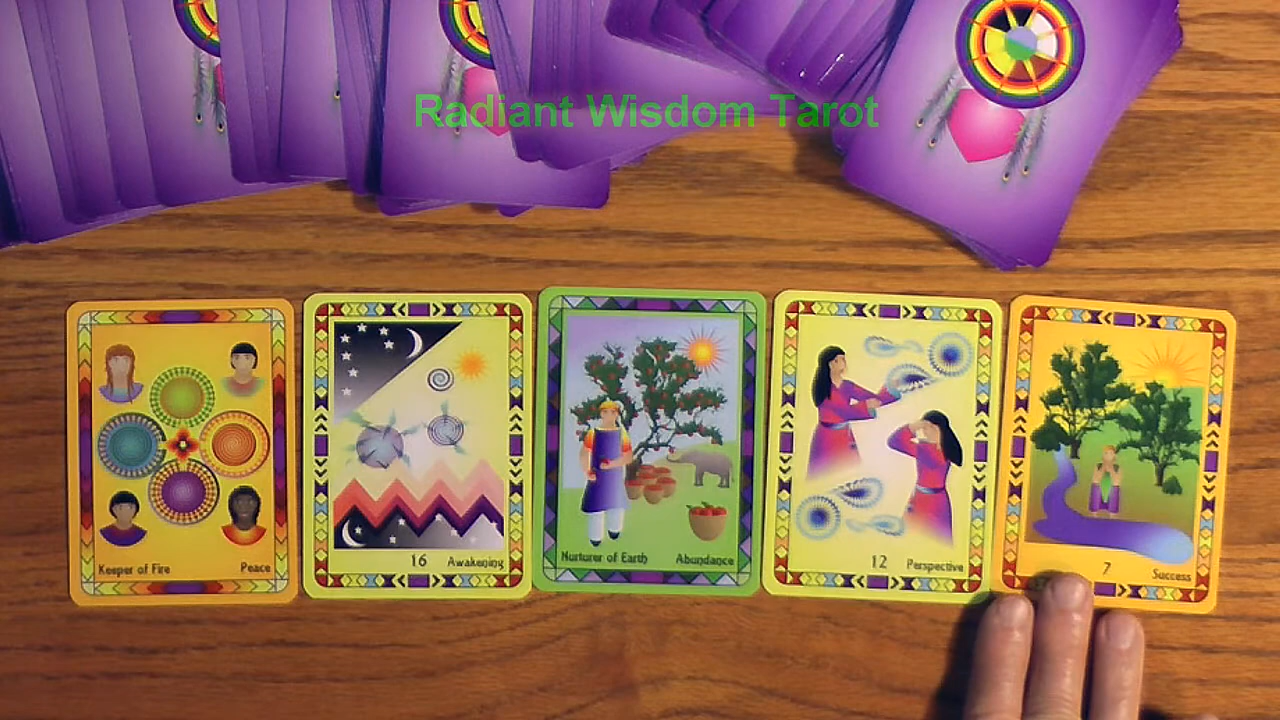 Radiant Wisdom Tarot
Keeper of Fire Peace
16 Awakening
Nurturer of Earth Abundance
12 Perspective
7 Success